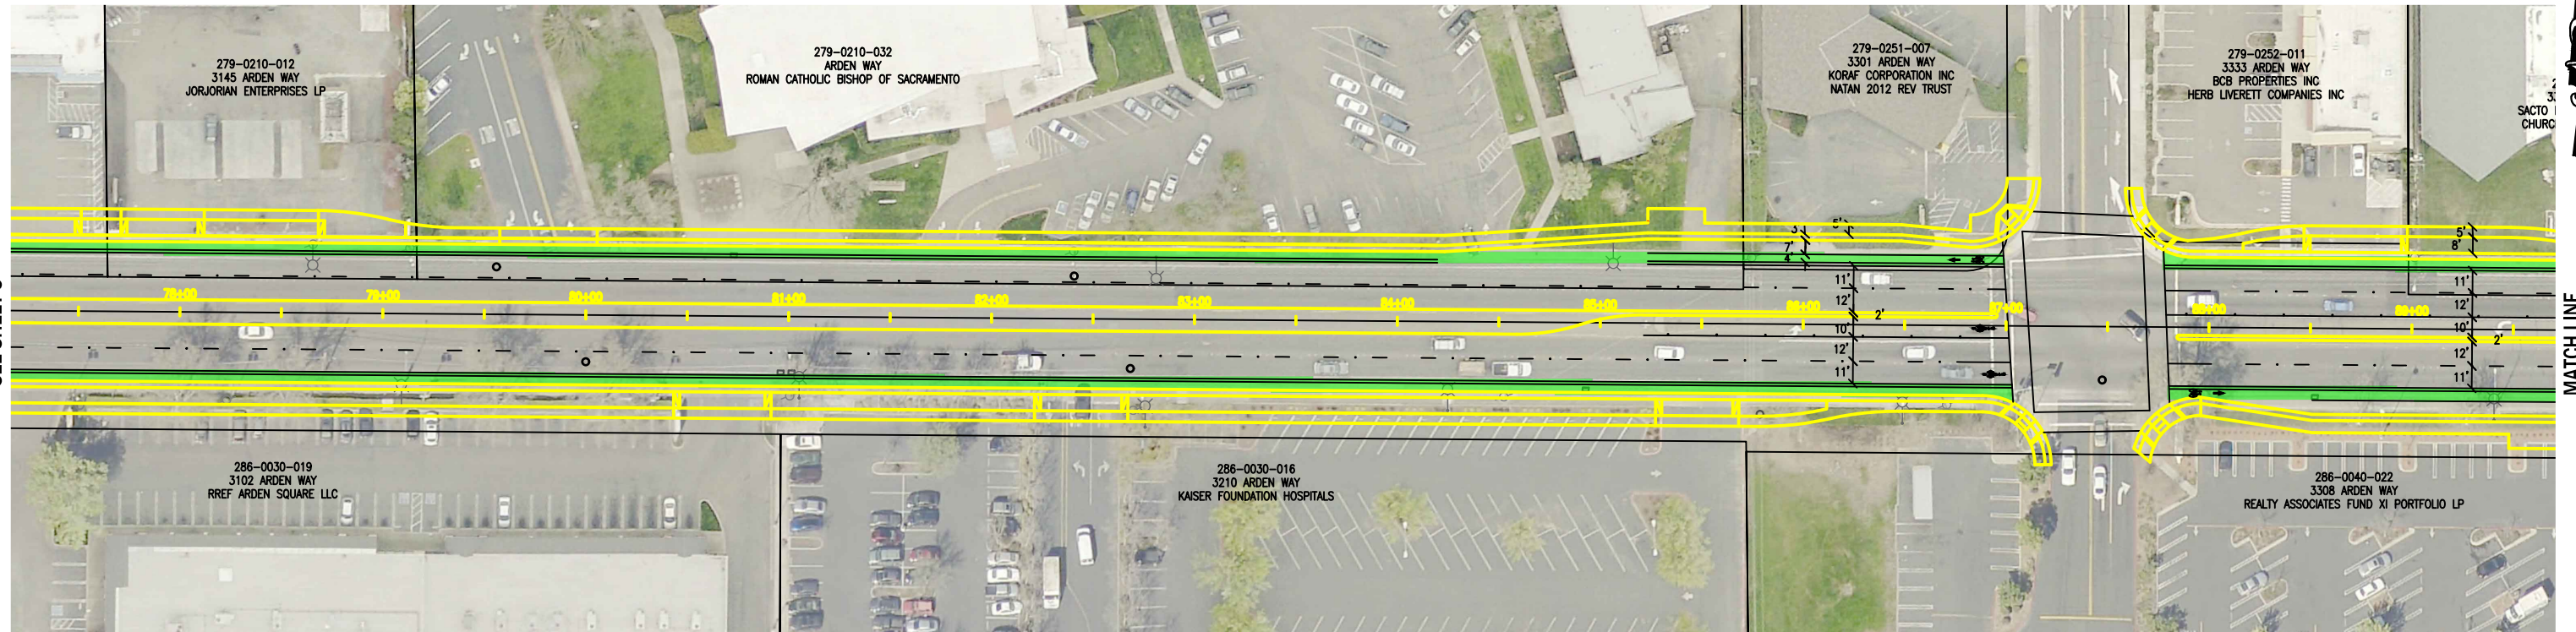 279-0210-012
3145 ARDEN WAY
JORJORIAN ENTERPRISES LP
279-0210-032
ARDEN WAY
ROMAN CATHOLIC BISHOP OF SACRAMENTO
279-0251-007
3301 ARDEN WAY
KORAF CORPORATION INC
NATAN 2012 REV TRUST
279-0252-011
3333 ARDEN WAY
BCB PROPERTIES INC
HERB LIVERETT COMPANIES INC
SACTO
CHURC
5'
3'
7'
4'
11'
12'
2'
10'
12'
11'
5'
8'
11'
12'
10'
2'
12'
11'
78+00
79+00
80+00
81+00
82+00
83+00
84+00
85+00
86+00
87+00
88+00
89+00
MATCH LINE
286-0030-019
3102 ARDEN WAY
RREF ARDEN SQUARE LLC
286-0030-016
3210 ARDEN WAY
KAISER FOUNDATION HOSPITALS
286-0040-022
3308 ARDEN WAY
REALTY ASSOCIATES FUND XI PORTFOLIO LP